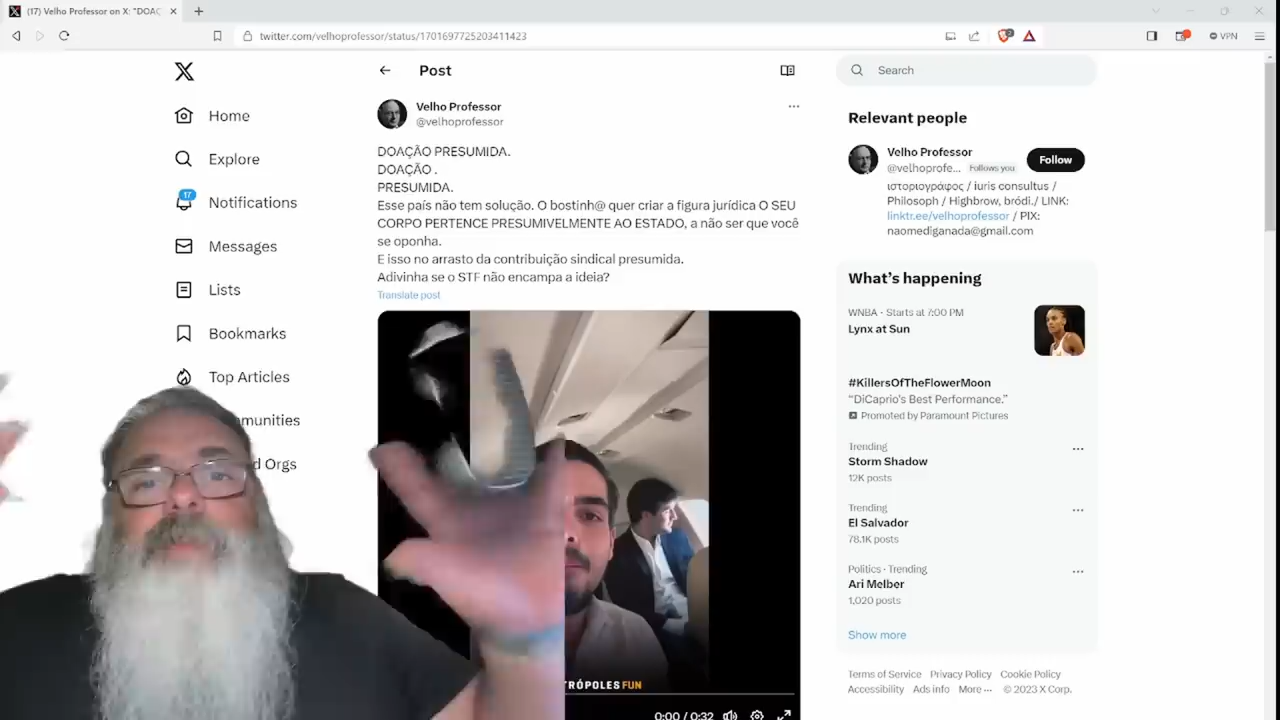 (17) Velho Professor on X: "DOAÇ
twitter.com/velhoprofessor/status/1701697725203411423
VPN
Home
Explore
17
Notifications
Messages
Lists
Bookmarks
Top Articles
mmunities
d Orgs
Post
Velho Professor
@velhoprofessor
DOAÇÃO PRESUMIDA.
DOAÇÃO .
PRESUMIDA.
Esse país não tem solução. O bostinh@ quer criar a figura jurídica O SEU
CORPO PERTENCE PRESUMIVELMENTE AO ESTADO, a não ser que você
se oponha.
E isso no arrasto da contribuição sindical presumida.
Adivinha se o STF não encampa a ideia?
Translate post
TRÓPOLES FUN
0:00 / 0:32
Search
Relevant people
Velho Professor
@velhoprofe... Follows you
Follow
ιστοριογράφος / iuris consultus /
Philosoph / Highbrow, bródi./ LINK:
linktr.ee/velhoprofessor / PIX:
naomediganada@gmail.com
What's happening
WNBA · Starts at 7:00 PM
Lynx at Sun
#KillersOfTheFlowerMoon
"DiCaprio's Best Performance."
Promoted by Paramount Pictures
Trending
Storm Shadow
12K posts
Trending
El Salvador
78.1K posts
Politics · Trending
Ari Melber
1,020 posts
Show more
Terms of Service Privacy Policy Cookie Policy
Accessibility Ads info More ··· © 2023 X Corp.